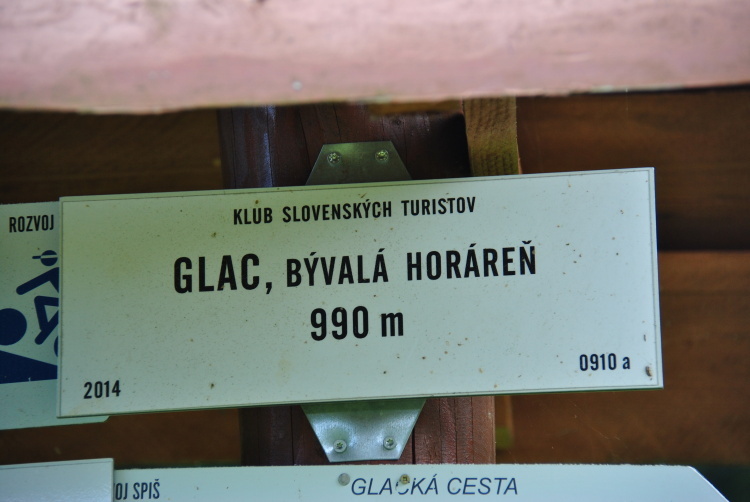 ROZVOJ
KLUB SLOVENSKÝCH TURISTOV
GLAC, BÝVALÁ HORÁREŇ
990 m
2014
0910 a
OJ SPIŠ
GLACKÁ CESTA